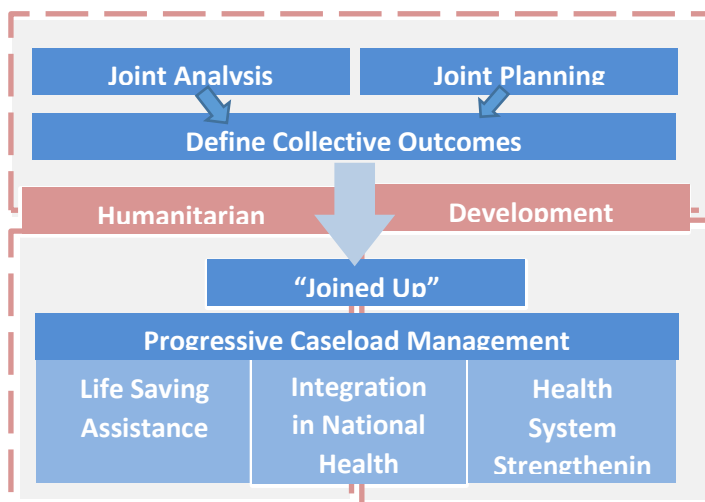 Joint Analysis
Joint Planning
Define Collective Outcomes
Humanitarian
Development
“Joined Up”
Progressive Caseload Management
Life Saving
Assistance
Integration
in National
Health
Health
System
Strengthenin